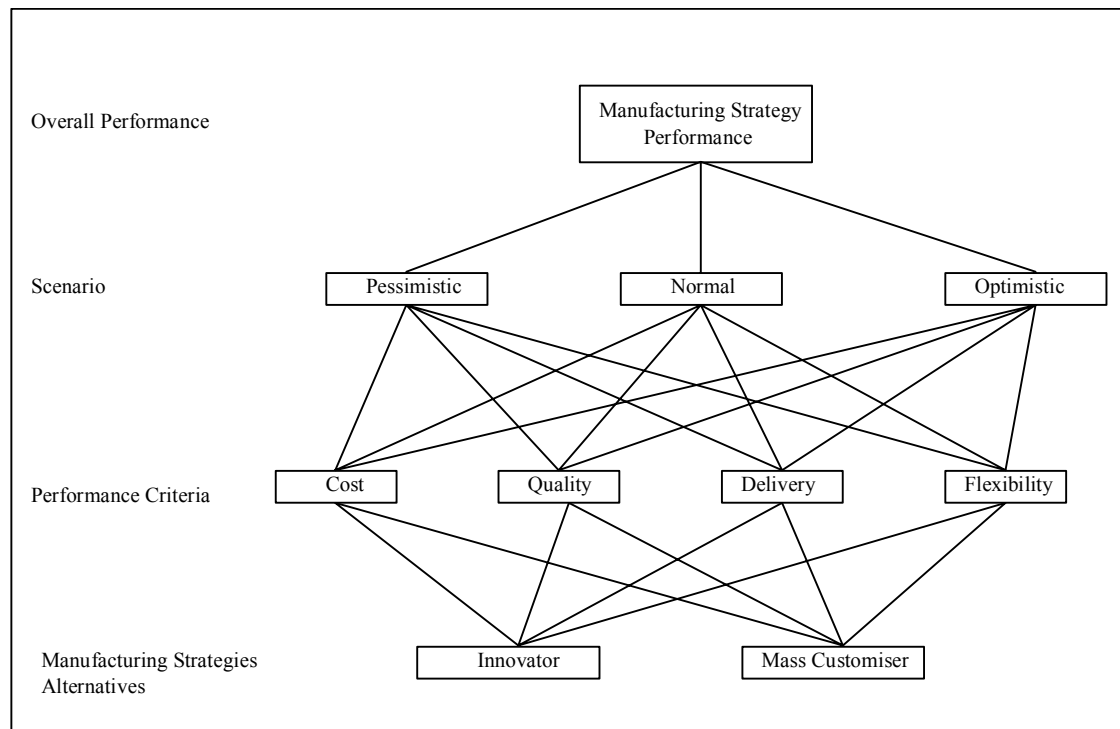 Overall Performance
Manufacturing Strategy
Performance
Scenario
Pessimistic
Normal
Optimistic
Performance Criteria
Cost
Quality
Delivery
Flexibility
Manufacturing Strategies
Alternatives
Innovator
Mass Customiser